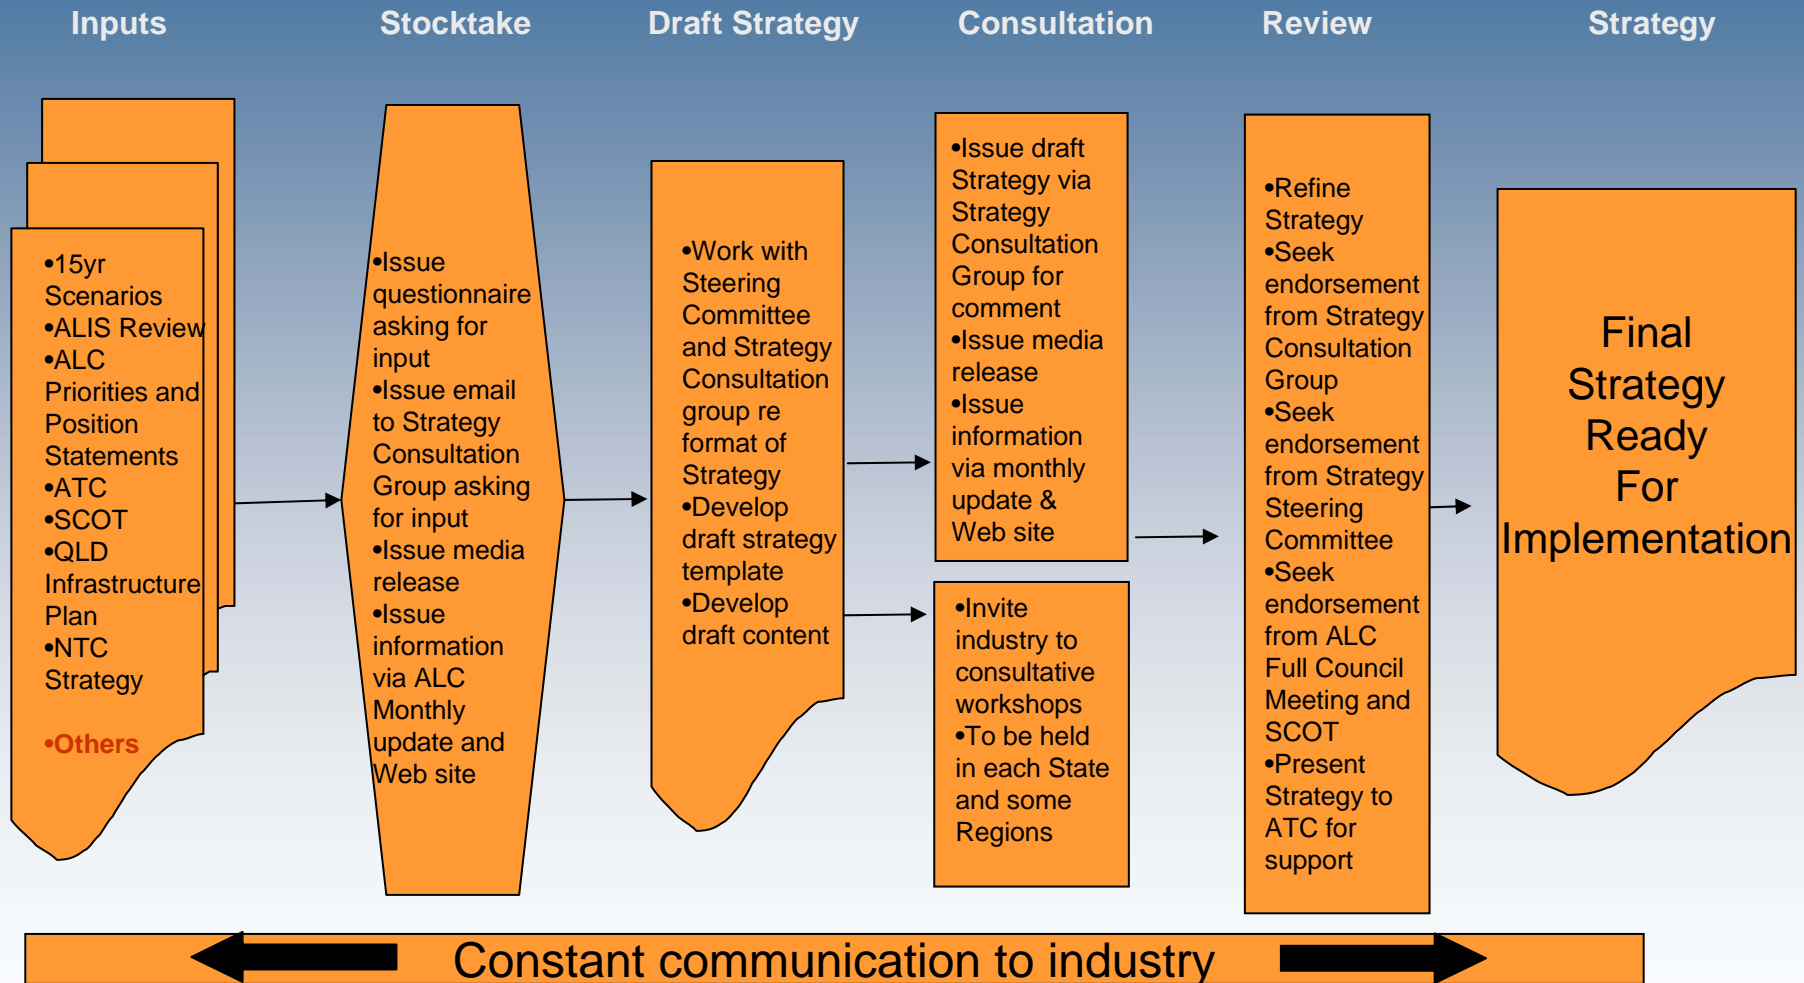 Inputs
Stocktake
Draft Strategy
Consultation
Review
Strategy
•15yr
Scenarios
•ALIS Review
•ALC
Priorities and
Position
Statements
•ATC
•SCOT
•QLD
Infrastructure
Plan
•NTC
Strategy
•Others
•Issue
questionnaire
asking for
input
•Issue email
to Strategy
Consultation
Group asking
for input
•Issue media
release
•Issue
information
via ALC
Monthly
update and
Web site
•Work with
Steering
Committee
and Strategy
Consultation
group re
format of
Strategy
•Develop
draft strategy
template
•Develop
draft content
•Issue draft
Strategy via
Strategy
Consultation
Group for
comment
•Issue media
release
•Issue
information
via monthly
update &
Web site
•Invite
industry to
consultative
workshops
•To be held
in each State
and some
Regions
•Refine
Strategy
•Seek
endorsement
from Strategy
Consultation
Group
•Seek
endorsement
from Strategy
Steering
Committee
•Seek
endorsement
from ALC
Full Council
Meeting and
SCOT
•Present
Strategy to
ATC for
support
Final
Strategy
Ready
For
Implementation
Constant communication to industry